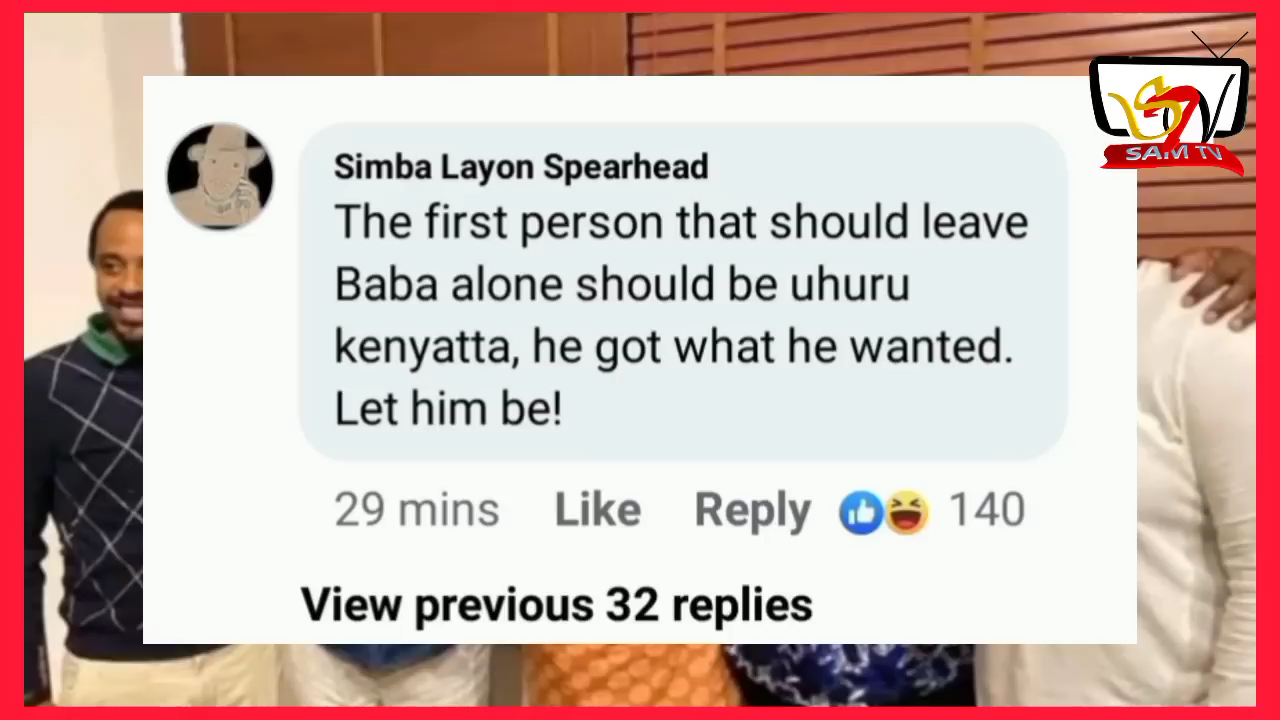 SAM TV
Simba Layon Spearhead
The first person that should leave
Baba alone should be uhuru
kenyatta, he got what he wanted.
Let him be!
29 mins Like Reply 140
View previous 32 replies